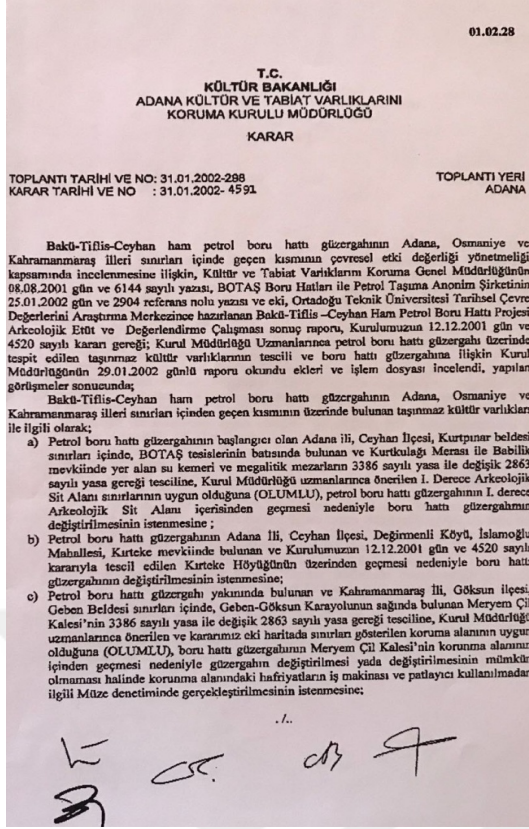 01.02.28
T.C.
KÜLTÜR BAKANLIĞI
ADANA KÜLTÜR VE TABİAT VARLIKLARINI
KORUMA KURULU MÜDÜRLÜĞÜ
KARAR
TOPLANTI TARİHİ VE NO: 31.01.2002-288 TOPLANTI YERİ
KARAR TARİHİ VE NO : 31.01.2002- 4591 ADANA
Bakü-Tiflis-Ceyhan ham petrol boru hattı güzergahının Adana, Osmaniye ve
Kahramanmaraş illeri sınırları içinde geçen kısmının çevresel etki değerliği yönetmeliği
kapsamında incelenmesine ilişkin, Kültür ve Tabiat Varlıklarını Koruma Genel Müdürlüğünün
08.08.2001 gün ve 6144 sayılı yazısı, BOTAŞ Boru Hatları ile Petrol Taşıma Anonim Şirketinin
25.01.2002 gün ve 2904 referans nolu yazısı ve eki, Ortadoğu Teknik Üniversitesi Tarihsel Çevre
Değerlerini Araştırma Merkezince hazırlanan Bakü-Tiflis –Ceyhan Ham Petrol Boru Hattı Projesi
Arkeolojik Etüt ve Değerlendirme Çalışması sonuç raporu, Kurulumuzun 12.12.2001 gün ve
4520 sayılı kararı gereği; Kurul Müdürlüğü Uzmanlarınca petrol boru hattı güzergahı üzerinde
tespit edilen taşınmaz kültür varlıklarının tescili ve boru hattı güzergahına ilişkin Kurul
Müdürlüğünün 29.01.2002 günlü raporu okundu ekleri ve işlem dosyası incelendi, yapılan
görüşmeler sonucunda;
Bakü-Tiflis-Ceyhan ham petrol boru hattı güzergahının Adana, Osmaniye ve
Kahramanmaraş illeri sınırları içinden geçen kısmının üzerinde bulunan taşınmaz kültür varlıkları
ile ilgili olarak;
a) Petrol boru hattı güzergahının başlangıcı olan Adana ili, Ceyhan İlçesi, Kurtpınar beldesi
sınırları içinde, BOTAŞ tesislerinin batısında bulunan ve Kurtkulağı Merası ile Babilik
mevkiinde yer alan su kemeri ve megalitik mezarların 3386 sayılı yasa ile değişik 2863
sayılı yasa gereği tesciline, Kurul Müdürlüğü uzmanlarınca önerilen I. Derece Arkeolojik
Sit Alanı sınırlarının uygun olduğuna (OLUMLU), petrol boru hattı güzergahının I. derece
Arkeolojik Sit Alanı içerisinden geçmesi nedeniyle boru hattı güzergahının
değiştirilmesinin istenmesine ;
b) Petrol boru hattı güzergahının Adana İli, Ceyhan İlçesi, Değirmenli Köyü, İslamoğlu
Mahallesi, Kırteke mevkiinde bulunan ve Kurulumuzun 12.12.2001 gün ve 4520 sayılı
kararıyla tescil edilen Kırteke Höyüğünün üzerinden geçmesi nedeniyle boru hattı
güzergahının değiştirilmesinin istenmesine;
c) Petrol boru hattı güzergahı yakınında bulunan ve Kahramanmaraş İli, Göksun ilçesi,
Geben Beldesi sınırları içinde, Geben-Göksun Karayolunun sağında bulunan Meryem Çil
Kalesi’nin 3386 sayılı yasa ile değişik 2863 sayılı yasa gereği tesciline, Kurul Müdürlüğü
uzmanlarınca önerilen ve kararımız eki haritada sınırları gösterilen koruma alanının uygun
olduğuna (OLUMLU), boru hattı güzergahının Meryem Çil Kalesi’nin korunma alanının
içinden geçmesi nedeniyle güzergahın değiştirilmesi yada değiştirilmesinin mümkün
olmaması halinde korunma alanındaki hafriyatların iş makinası ve patlayıcı kullanılmadan
ilgili Müze denetiminde gerçekleştirilmesinin istenmesine;
./..